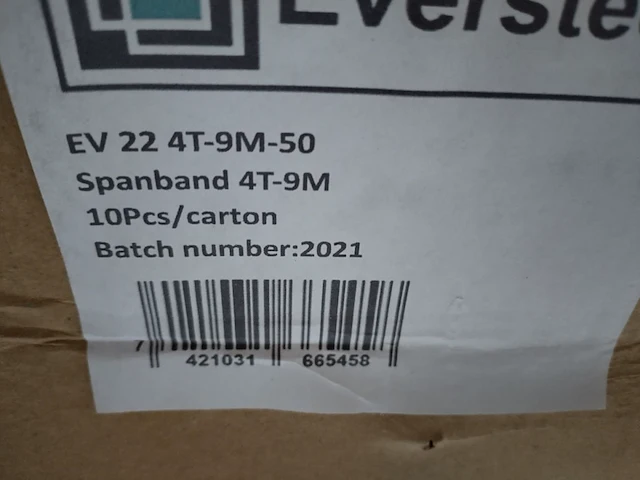 EV 22 4T-9M-50
Spanband 4T-9M
10Pcs/carton
Batch number:2021
7 421031 665458